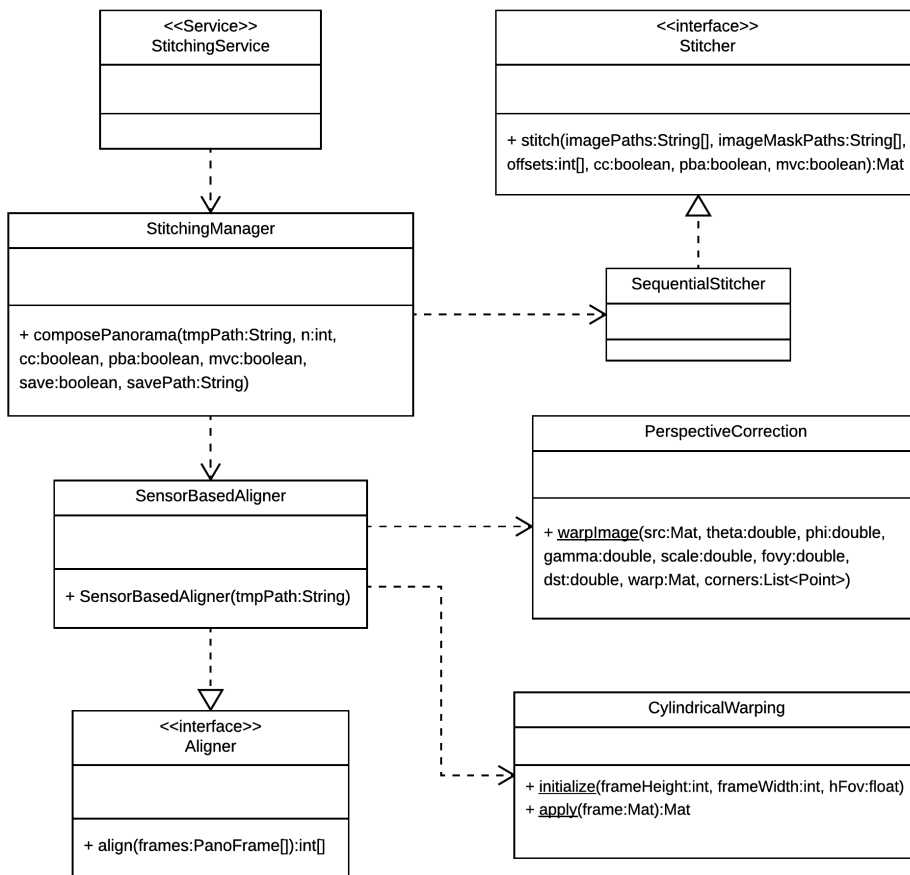 <<Service>>
StitchingService
<<interface>>
Stitcher
+ stitch(imagePaths:String[], imageMaskPaths:String[],
offsets:int[], cc:boolean, pba:boolean, mvc:boolean):Mat
StitchingManager
+ composePanorama(tmpPath:String, n:int,
cc:boolean, pba:boolean, mvc:boolean,
save:boolean, savePath:String)
SequentialStitcher
SensorBasedAligner
+ SensorBasedAligner(tmpPath:String)
PerspectiveCorrection
+ warpImage(src:Mat, theta:double, phi:double,
gamma:double, scale:double, fovy:double,
dst:double, warp:Mat, corners:List<Point>)
<<interface>>
Aligner
+ align(frames:PanoFrame[]):int[]
CylindricalWarping
+ initialize(frameHeight:int, frameWidth:int, hFov:float)
+ apply(frame:Mat):Mat